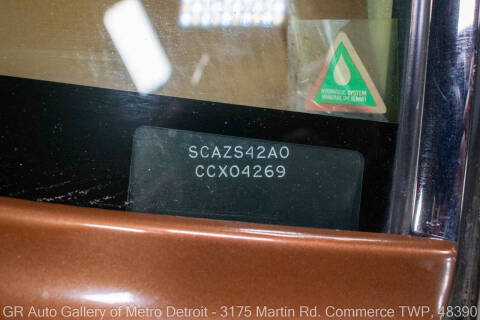 HYDRAULIC SYSTEM
MINERAL OIL ONLY
SCAZS42A0
CCX04269
GR Auto Gallery of Metro Detroit - 3175 Martin Rd. Commerce TWP, 48390